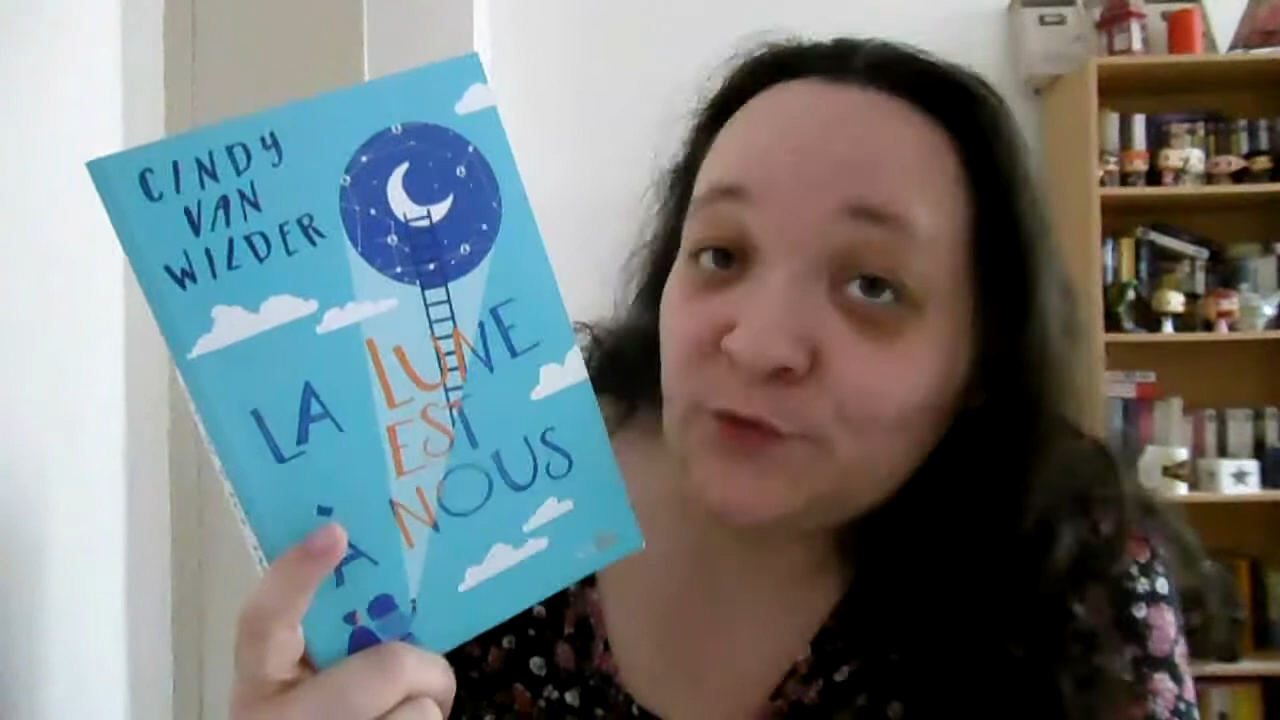 CINDY
VAN
WILDER
LA LUNE
EST
À NOUS